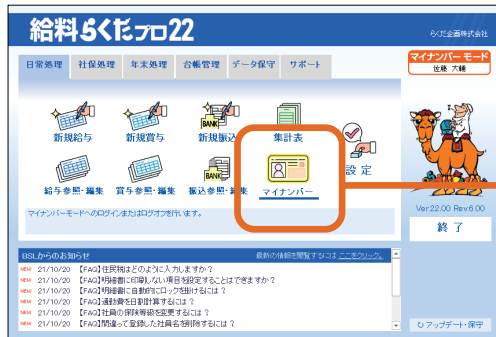 給料らくだプロ22
らくだ企画株式会社
日常処理 社保処理 年末処理 台帳管理 データ保守 サポート
マイナンバー モード
佐藤 大輔
新規給与 新規賞与 新規振込 集計表
BANK
設定
給与参照・編集 賞与参照・編集 振込参照・編集 マイナンバー
BANK
マイナンバーモードへのログインまたはログオフを行います。
Ver.22.00 Rev.6.00
終了
BSLからのお知らせ 最新の情報を閲覧するには ここをクリック。
NEW 21/10/20 【FAQ】住民税はどのように入力しますか?
NEW 21/10/20 【FAQ】明細書に印刷しない項目を設定することはできますか?
NEW 21/10/20 【FAQ】明細書に自動的にロックを掛けるには?
NEW 21/10/20 【FAQ】通勤費を日割計算するには?
NEW 21/10/20 【FAQ】社員の保険等級を変更するには?
NEW 21/10/20 【FAQ】間違って登録した社員名を削除するには?
アップデート・保守